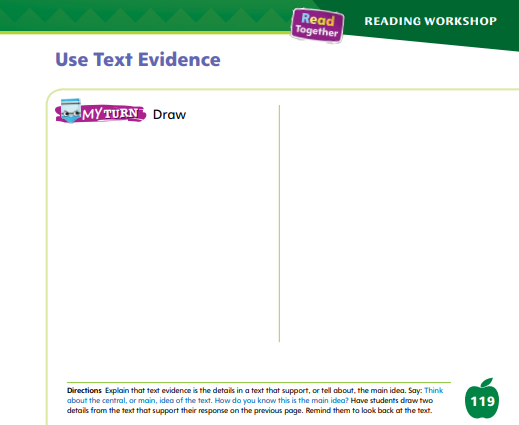 Read
Together
READING WORKSHOP
Use Text Evidence
MY TURN Draw
Directions Explain that text evidence is the details in a text that support, or tell about, the main idea. Say: Think
about the central, or main, idea of the text. How do you know this is the main idea? Have students draw two
details from the text that support their response on the previous page. Remind them to look back at the text.
119